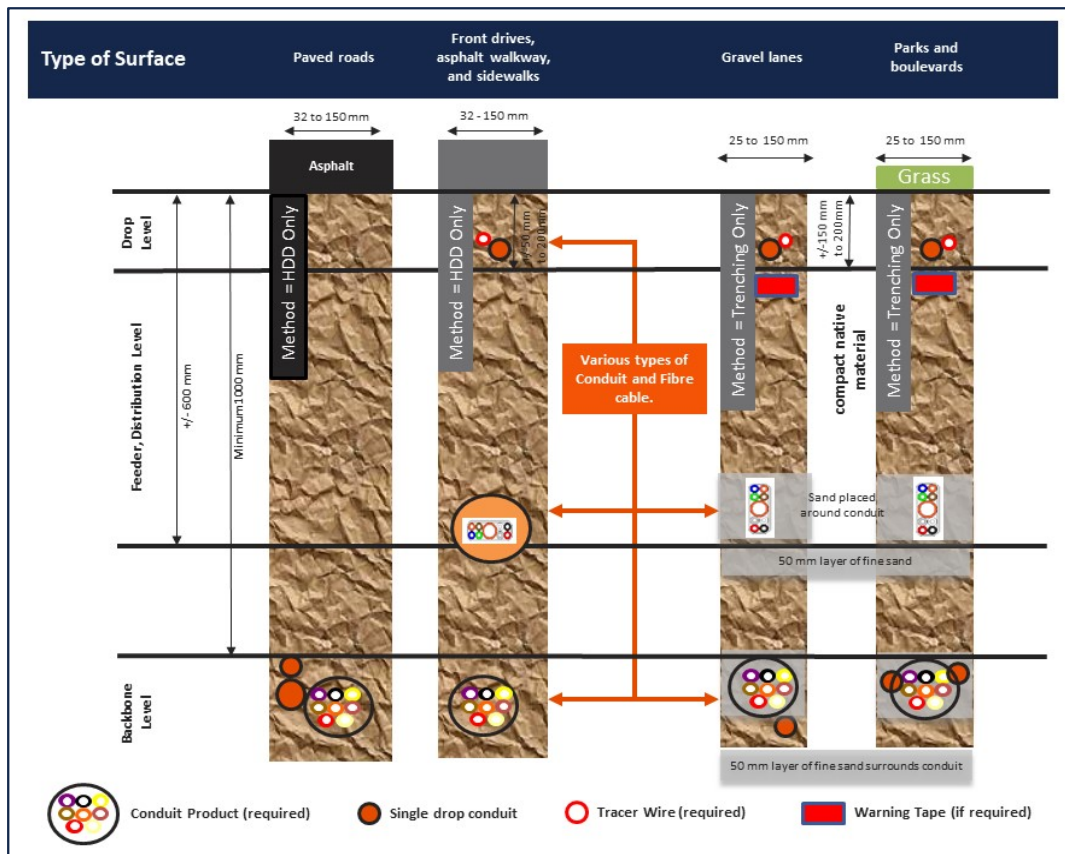 Type of Surface
Paved roads
Front drives,
asphalt walkway,
and sidewalks
Gravel lanes
Parks and
boulevards
32 to 150 mm
32 - 150 mm
25 to 150 mm
25 to 150 mm
Asphalt
Grass
Drop
Level
Method = HDD Only
Method = HDD Only
+/-50 mm
to 200mm
Method = Trenching Only
+/-150 mm
to 200mm
Method = Trenching Only
Feeder, Distribution Level
+/- 600 mm
Minimum 1000 mm
Various types of
Conduit and Fibre
cable.
compact native
material
Sand placed
around conduit
50 mm layer of fine sand
Backbone
Level
50 mm layer of fine sand surrounds conduit
Conduit Product (required)
Single drop conduit
Tracer Wire (required)
Warning Tape (if required)